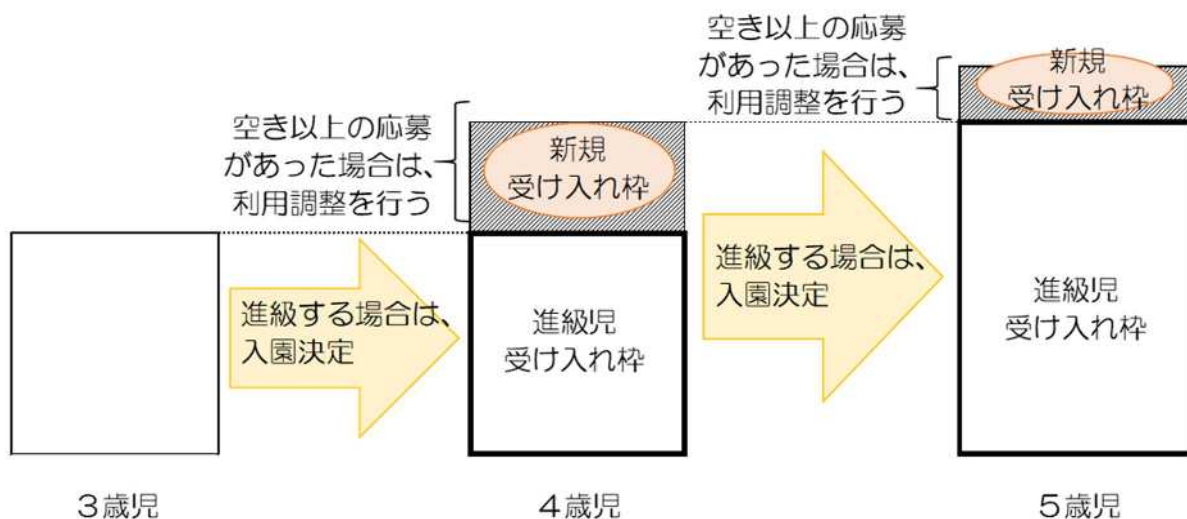 空き以上の応募
があった場合は、
利用調整を行う
新規
受け入れ枠
空き以上の応募
があった場合は、
利用調整を行う
新規
受け入れ枠
進級する場合は、
入園決定
進級児
受け入れ枠
進級する場合は、
入園決定
進級児
受け入れ枠
３歳児
４歳児
５歳児